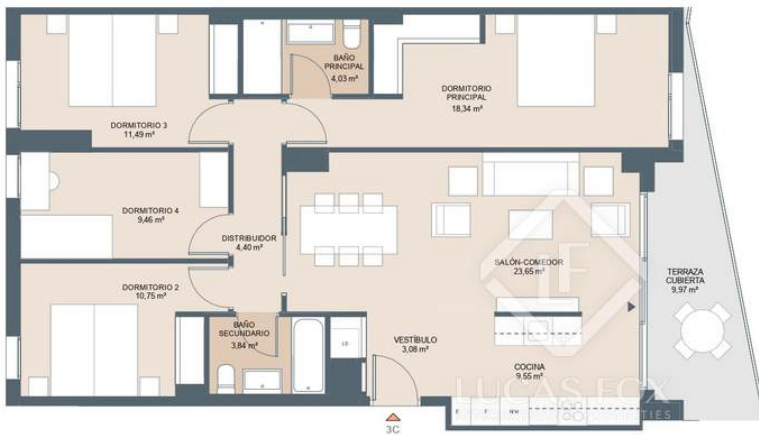 BAÑO
PRINCIPAL
4,03 m²
DORMITORIO
PRINCIPAL
18,34 m²
DORMITORIO 3
11,49 m²
DORMITORIO 4
9,46 m²
DISTRIBUIDOR
4,40 m²
SALÓN-COMEDOR
23,65 m²
TERRAZA
CUBIERTA
9,97 m²
DORMITORIO 2
10,75 m²
BAÑO
SECUNDARIO
3,84 m²
VESTÍBULO
3,08 m²
COCINA
9,55 m²
LF
LUCAS FOX
PROPERTIES
3C